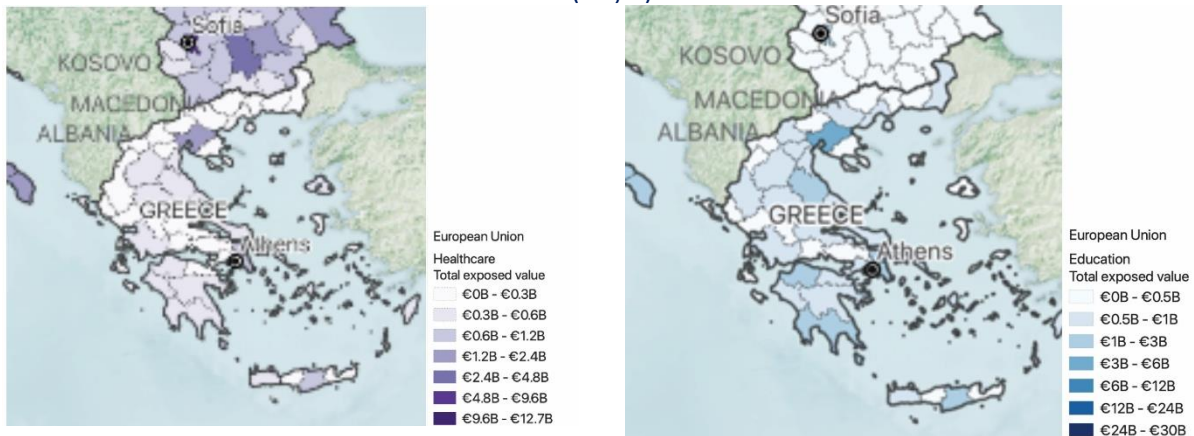 Sofia
KOSOVO
MACEDONIA
ALBANIA
GREECE
Athens
European Union
Healthcare
Total exposed value
€0B - €0.3B
€0.3B - €0.6B
€0.6B - €1.2B
€1.2B - €2.4B
€2.4B - €4.8B
€4.8B - €9.6B
€9.6B - €12.7B
Sofia
KOSOVO
MACEDONIA
ALBANIA
GREECE
Athens
European Union
Education
Total exposed value
€0B - €0.5B
€0.5B - €1B
€1B - €3B
€3B - €6B
€6B - €12B
€12B - €24B
€24B - €30B